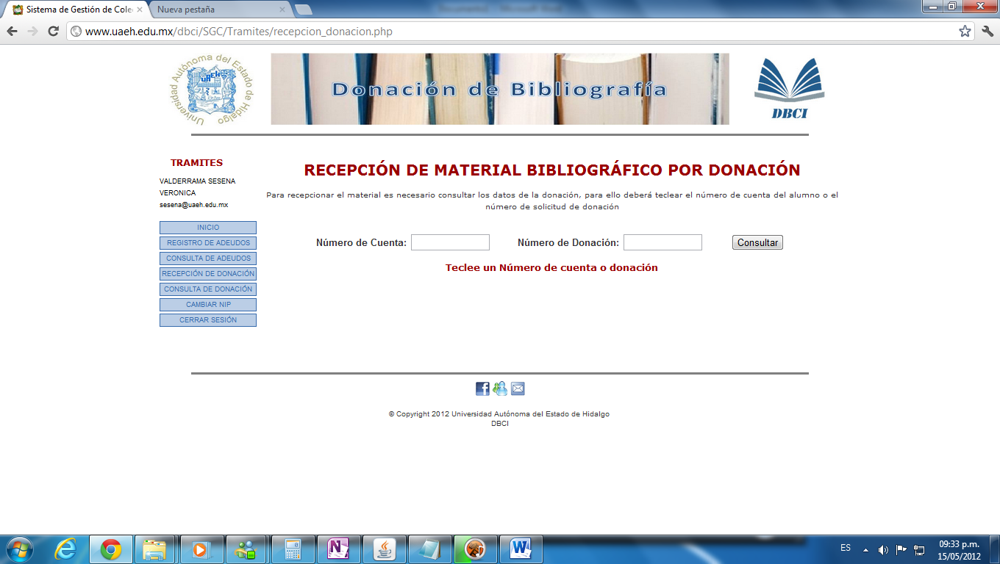 Sistema de Gestión de Cole
Nueva pestaña
www.uaeh.edu.mx/dbci/SGC/Tramites/recepcion_donacion.php
Universidad Autónoma del Estado de Hidalgo
UAEH
Donación de Bibliografía
DBCI
TRAMITES
VALDERRAMA SESENA
VERONICA
sesena@uaeh.edu.mx
INICIO
REGISTRO DE ADEUDOS
CONSULTA DE ADEUDOS
RECEPCIÓN DE DONACIÓN
CONSULTA DE DONACIÓN
CAMBIAR NIP
CERRAR SESIÓN
RECEPCIÓN DE MATERIAL BIBLIOGRÁFICO POR DONACIÓN
Para recepcionar el material es necesario consultar los datos de la donación, para ello deberá teclear el número de cuenta del alumno o el
número de solicitud de donación
Número de Cuenta: Número de Donación: Consultar
Teclee un Número de cuenta o donación
© Copyright 2012 Universidad Autónoma del Estado de Hidalgo
DBCI
ES
09:33 p.m.
15/05/2012